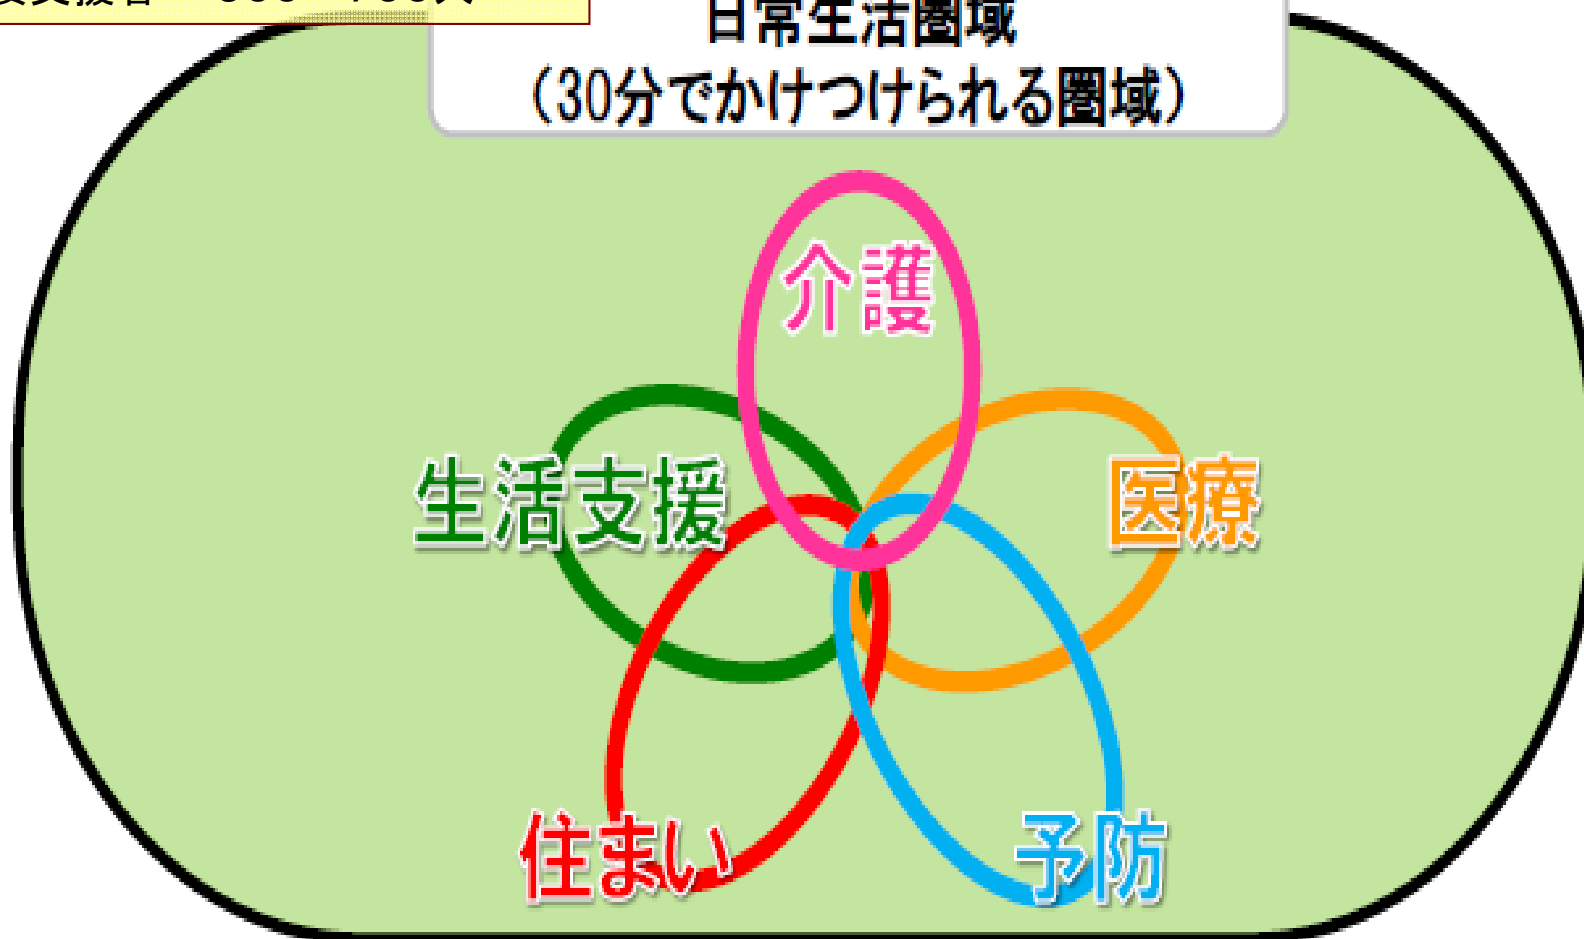 日常生活圏域
（30分でかけつけられる圏域）
介護
生活支援
医療
住まい
予防